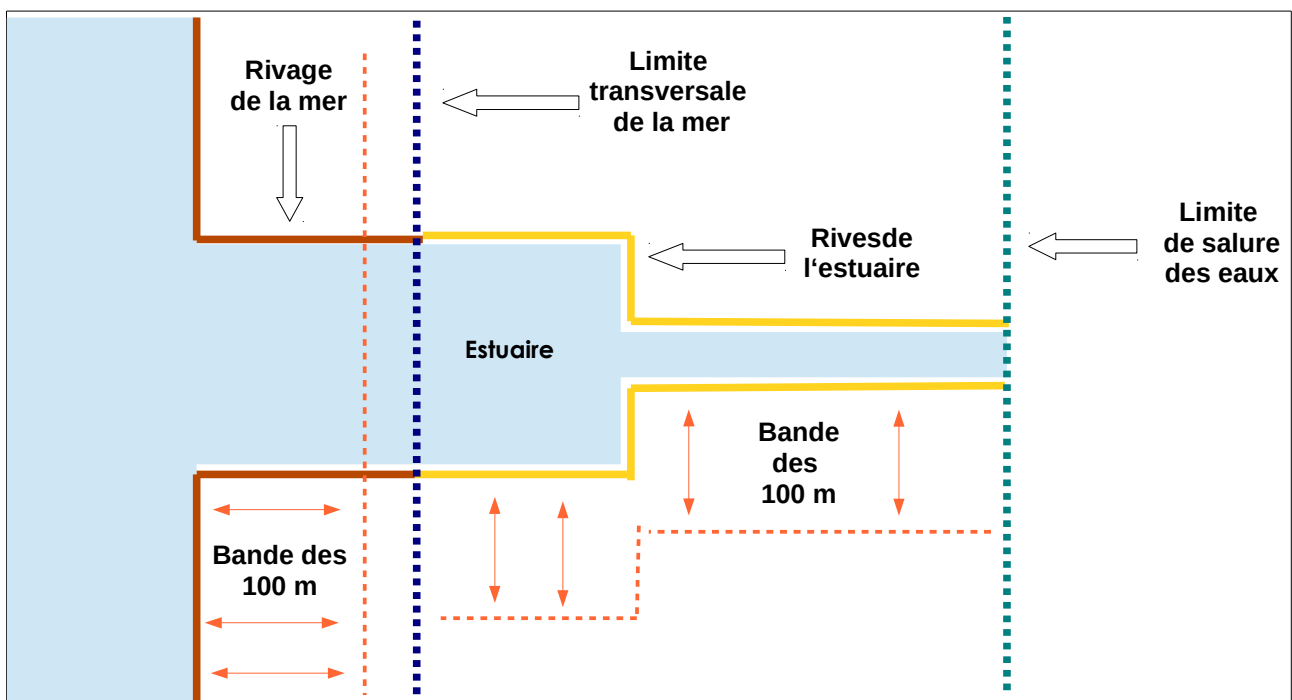 Rivage
de la mer
Limite
transversale
de la mer
Limite
de salure
des eaux
Rivesde
l‘estuaire
Estuaire
Bande
des
100 m
Bande des
100 m